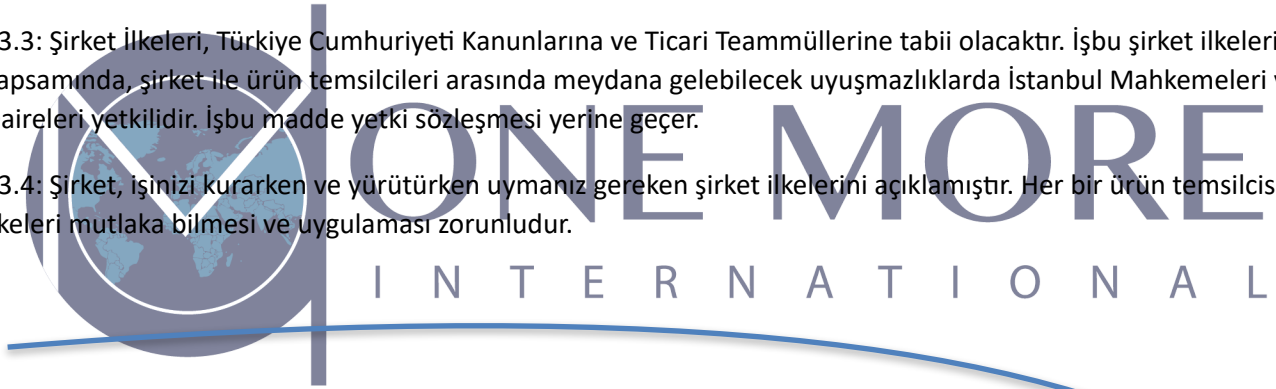 3.3: Şirket İlkeleri, Türkiye Cumhuriyeti Kanunlarına ve Ticari Teammüllerine tabii olacaktır. İşbu şirket ilkeleri
apsamında, şirket ile ürün temsilcileri arasında meydana gelebilecek uyuşmazlıklarda İstanbul Mahkemeleri
aireleri yetkilidir. İşbu madde yetki sözleşmesi yerine geçer.
3.4: Şirket, işinizi kurarken ve yürütürken uymanız gereken şirket ilkelerini açıklamıştır. Her bir ürün temsilcis
keleri mutlaka bilmesi ve uygulaması zorunludur.
ONE MORE
INTERNATIONAL